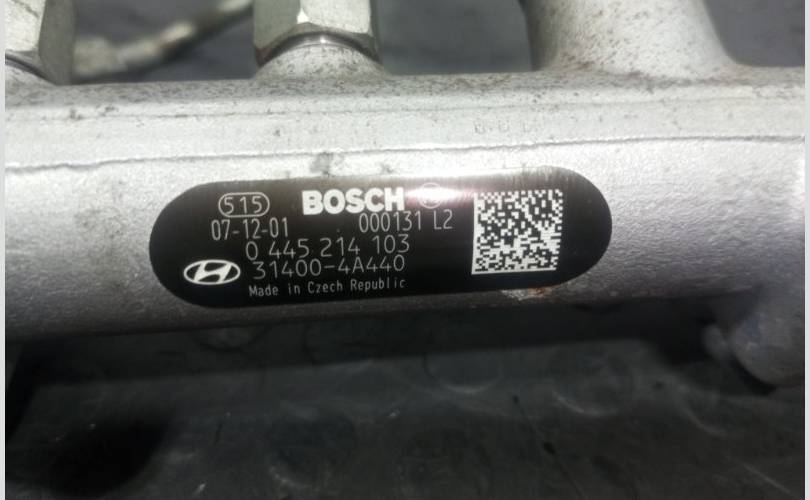 515 BOSCH
07-12-01 000131 L2
0 445 214 103
31400-4A440
Made in Czech Republic